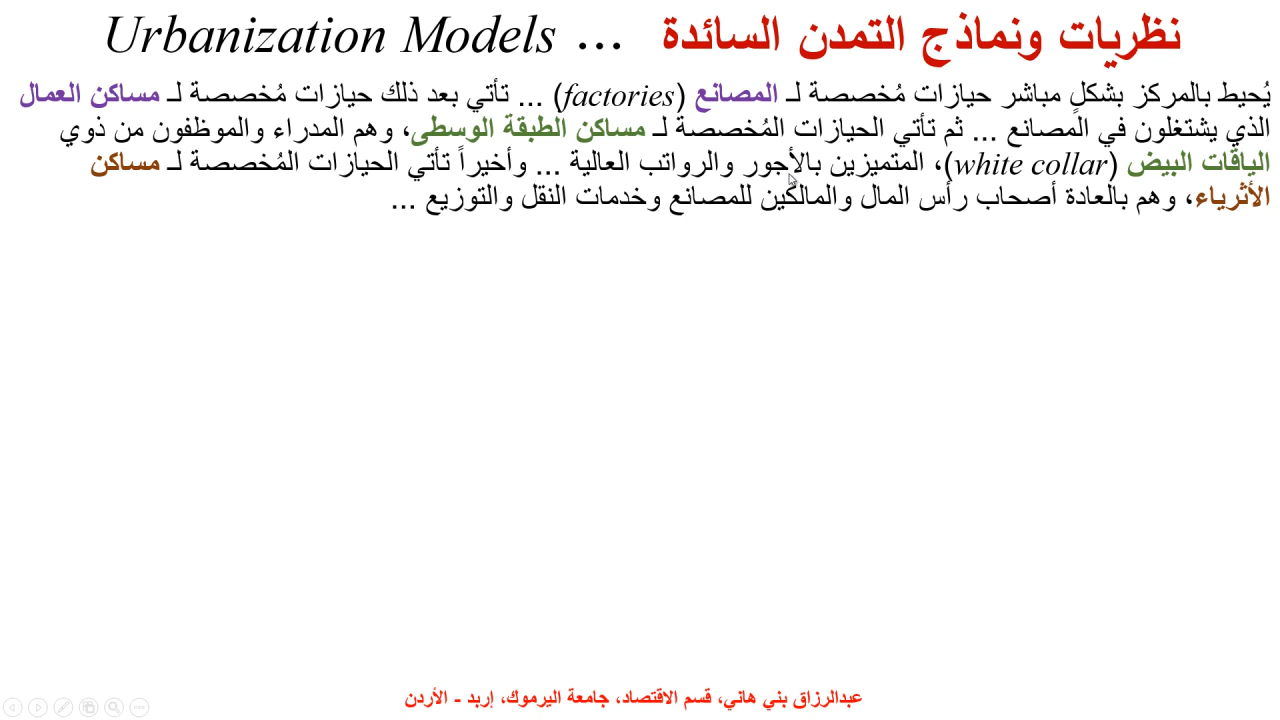 نظريات ونماذج التمدن السائدة ... Urbanization Models
يُحيط بالمركز بشكلٍ مباشر حيازات مُخصصة لـ المصانع (factories) ... تأتي بعد ذلك حيازات مُخصصة لـ مساكن العمال
الذي يشتغلون في المصانع ... ثم تأتي الحيازات المُخصصة لـ مساكن الطبقة الوسطى، وهم المدراء والموظفون من ذوي
الياقات البيض (white collar)، المتميزين بالأجور والرواتب العالية ... وأخيراً تأتي الحيازات المُخصصة لـ مساكن
الأثرياء، وهم بالعادة أصحاب رأس المال والمالكين للمصانع وخدمات النقل والتوزيع ...
عبدالرزاق بني هاني، قسم الاقتصاد، جامعة اليرموك، إربد - الأردن